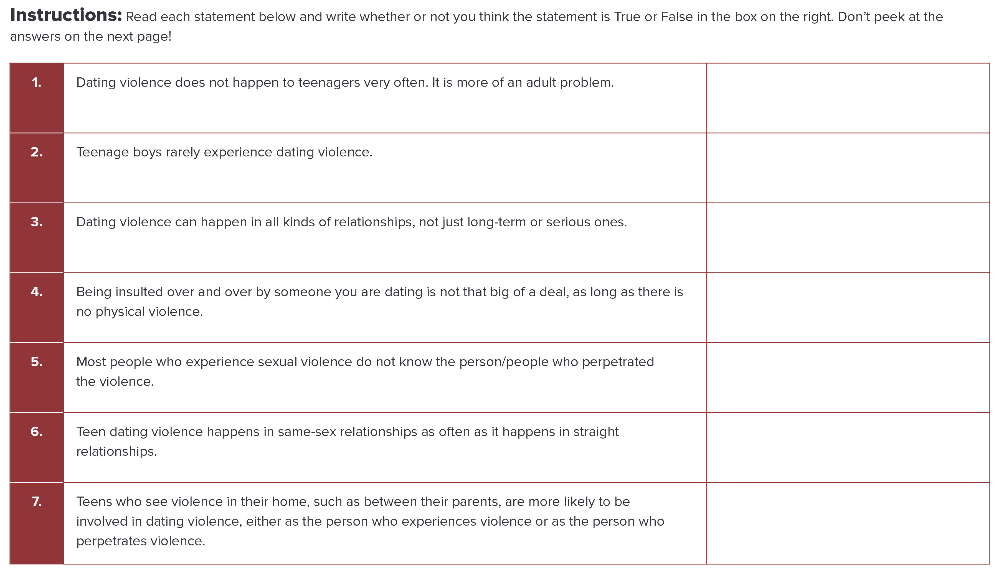 Instructions: Read each statement below and write whether or not you think the statement is True or False in the box on the right. Don’t peek at the
answers on the next page!
1. Dating violence does not happen to teenagers very often. It is more of an adult problem.
2. Teenage boys rarely experience dating violence.
3. Dating violence can happen in all kinds of relationships, not just long-term or serious ones.
4. Being insulted over and over by someone you are dating is not that big of a deal, as long as there is
no physical violence.
5. Most people who experience sexual violence do not know the person/people who perpetrated
the violence.
6. Teen dating violence happens in same-sex relationships as often as it happens in straight
relationships.
7. Teens who see violence in their home, such as between their parents, are more likely to be
involved in dating violence, either as the person who experiences violence or as the person who
perpetrates violence.